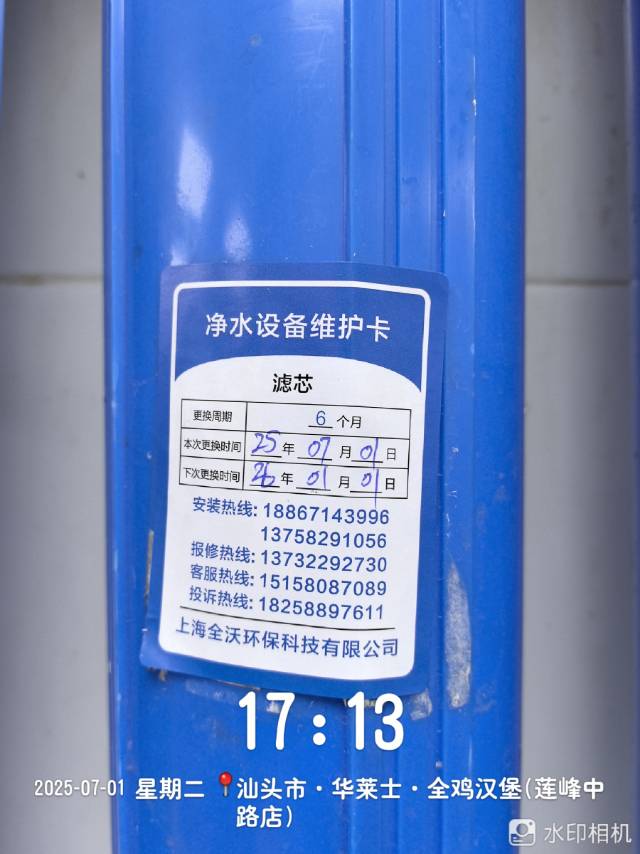 净水设备维护卡
滤芯
更换周期 6 个月
本次更换时间 25 年 07 月 01 日
下次更换时间 26 年 01 月 01 日
安装热线: 18867143996
13758291056
报修热线: 13732292730
客服热线: 15158087089
投诉热线: 18258897611
上海全沃环保科技有限公司
17:13
2025-07-01 星期二 汕头市·华莱士·全鸡汉堡(莲峰中
路店)
水印相机